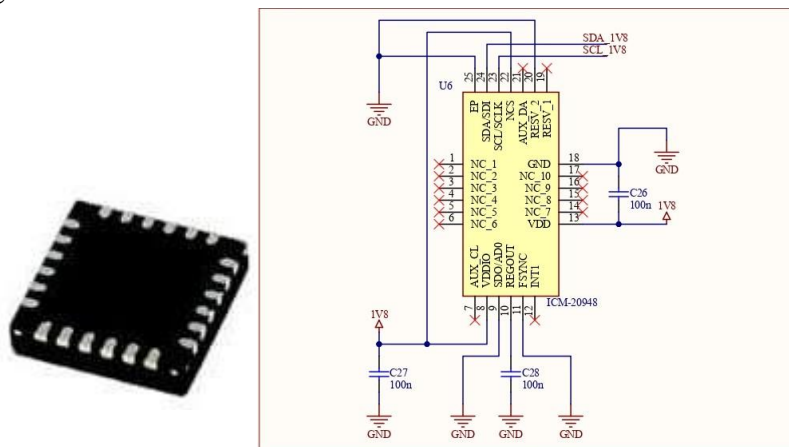 SDA_1V8
SCL_1V8
25
24
23
22
21
20
19
U6
EP
SDA/SDI
SCL/SCLK
NCS
AUX_DA
RESV_2
RESV_1
GND
1
NC_1
GND
18
GND
2
NC_2
NC_10
17
3
NC_3
NC_9
16
C26
4
NC_4
NC_8
15
100n
5
NC_5
NC_7
14
1V8
6
NC_6
VDD
13
AUX_CL
VDDIO
SDO/AD0
REGOUT
FSYNC
INT1
7
8
9
10
11
12
ICM-20948
1V8
C27
100n
C28
100n
GND
GND
GND
GND